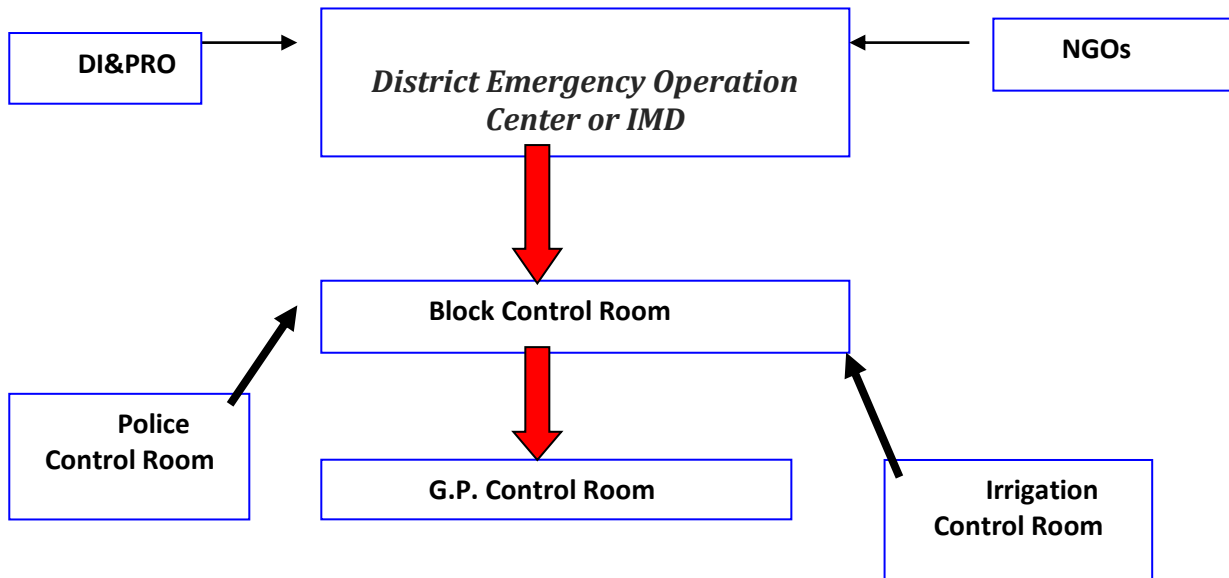 DI&PRO
District Emergency Operation
Center or IMD
NGOs
Block Control Room
Police
Control Room
G.P. Control Room
Irrigation
Control Room